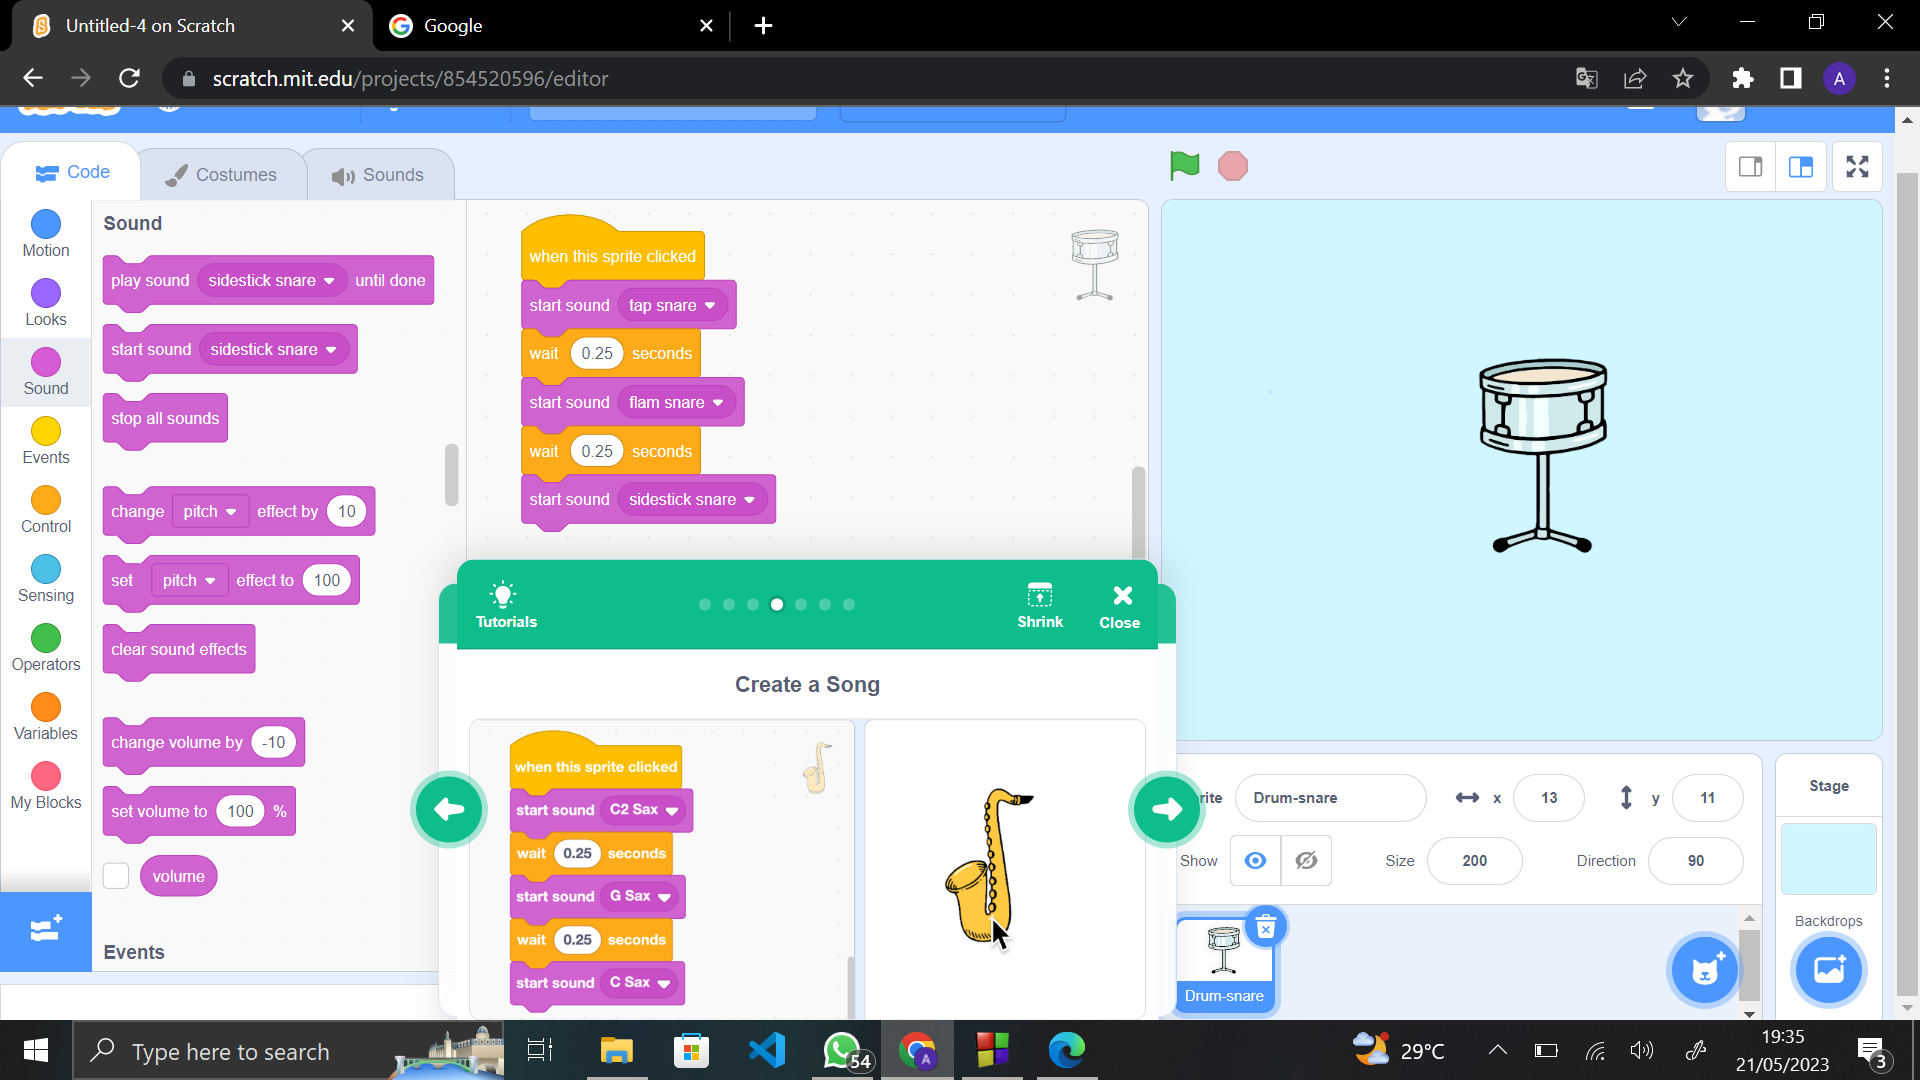 Untitled-4 on Scratch
Google
scratch.mit.edu/projects/854520596/editor
A
Code
Costumes
Sounds
Motion
Looks
Sound
Events
Control
Sensing
Operators
Variables
My Blocks
Sound
play sound sidestick snare until done
start sound sidestick snare
stop all sounds
change pitch effect by 10
set pitch effect to 100
clear sound effects
change volume by -10
set volume to 100 %
volume
Events
when this sprite clicked
start sound tap snare
wait 0.25 seconds
start sound flam snare
wait 0.25 seconds
start sound sidestick snare
Tutorials
Shrink
Close
Create a Song
when this sprite clicked
start sound C2 Sax
wait 0.25 seconds
start sound G Sax
wait 0.25 seconds
start sound C Sax
rite Drum-snare x 13 y 11
Show Size 200 Direction 90
Drum-snare
Stage
Backdrops
Type here to search
54
A
29°C
19:35
21/05/2023
3